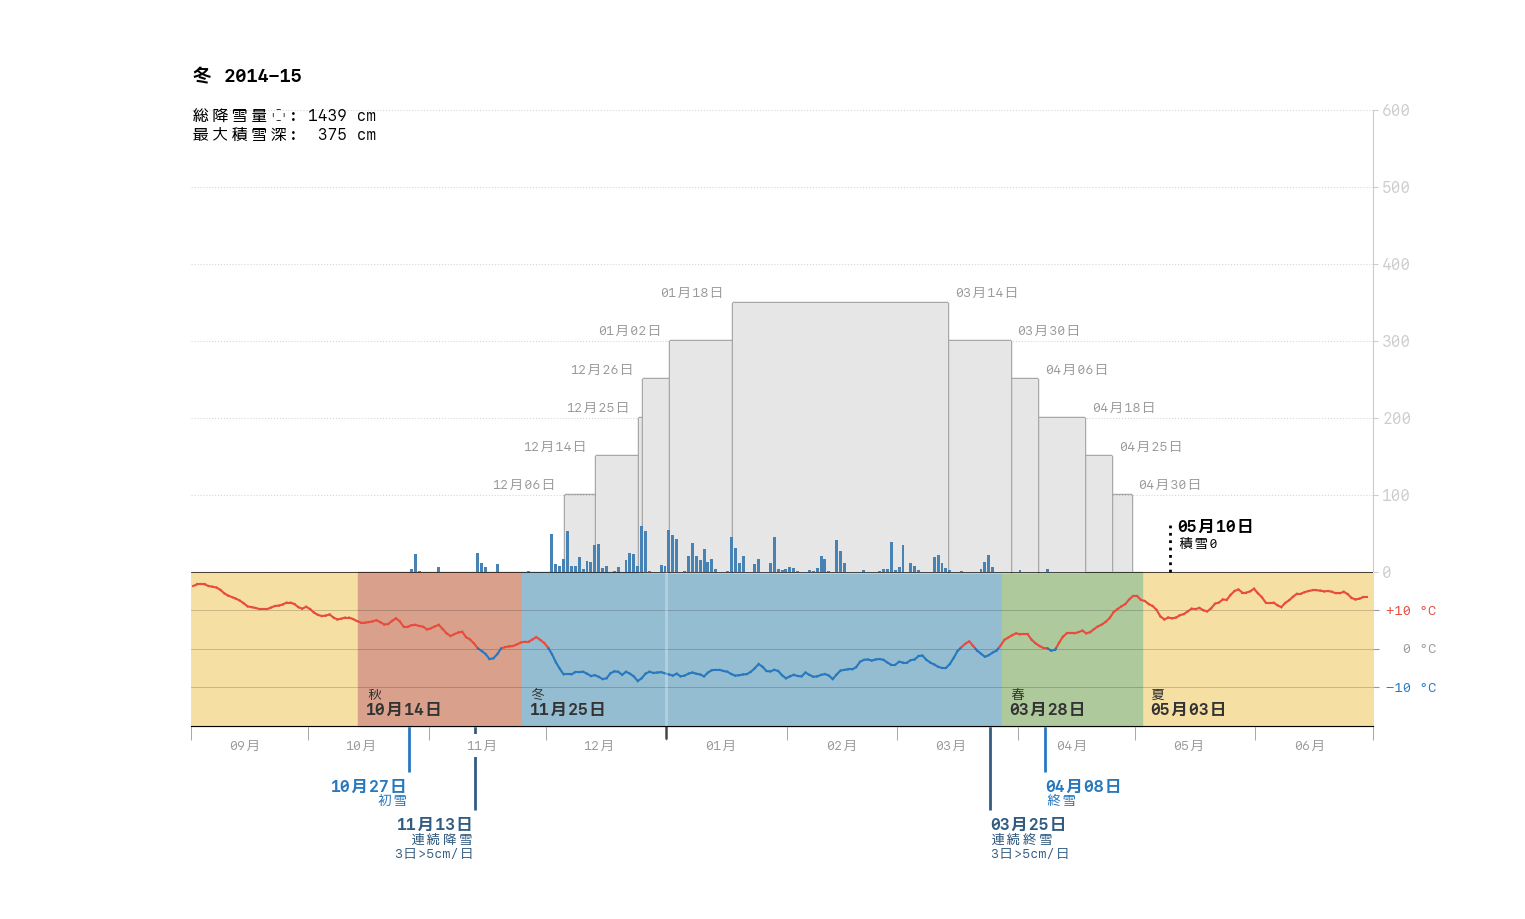 冬 2014-15
総降雪量: 1439 cm
最大積雪深: 375 cm
600
500
400
300
200
100
0
01月18日
03月14日
01月02日
03月30日
12月26日
04月06日
12月25日
04月18日
12月14日
04月25日
12月06日
04月30日
05月10日
積雪0
+10 °C
0 °C
-10 °C
秋
10月14日
冬
11月25日
春
03月28日
夏
05月03日
09月
10月
11月
12月
01月
02月
03月
04月
05月
06月
10月27日
初雪
04月08日
終雪
11月13日
連続降雪
3日>5cm/日
03月25日
連続終雪
3日>5cm/日